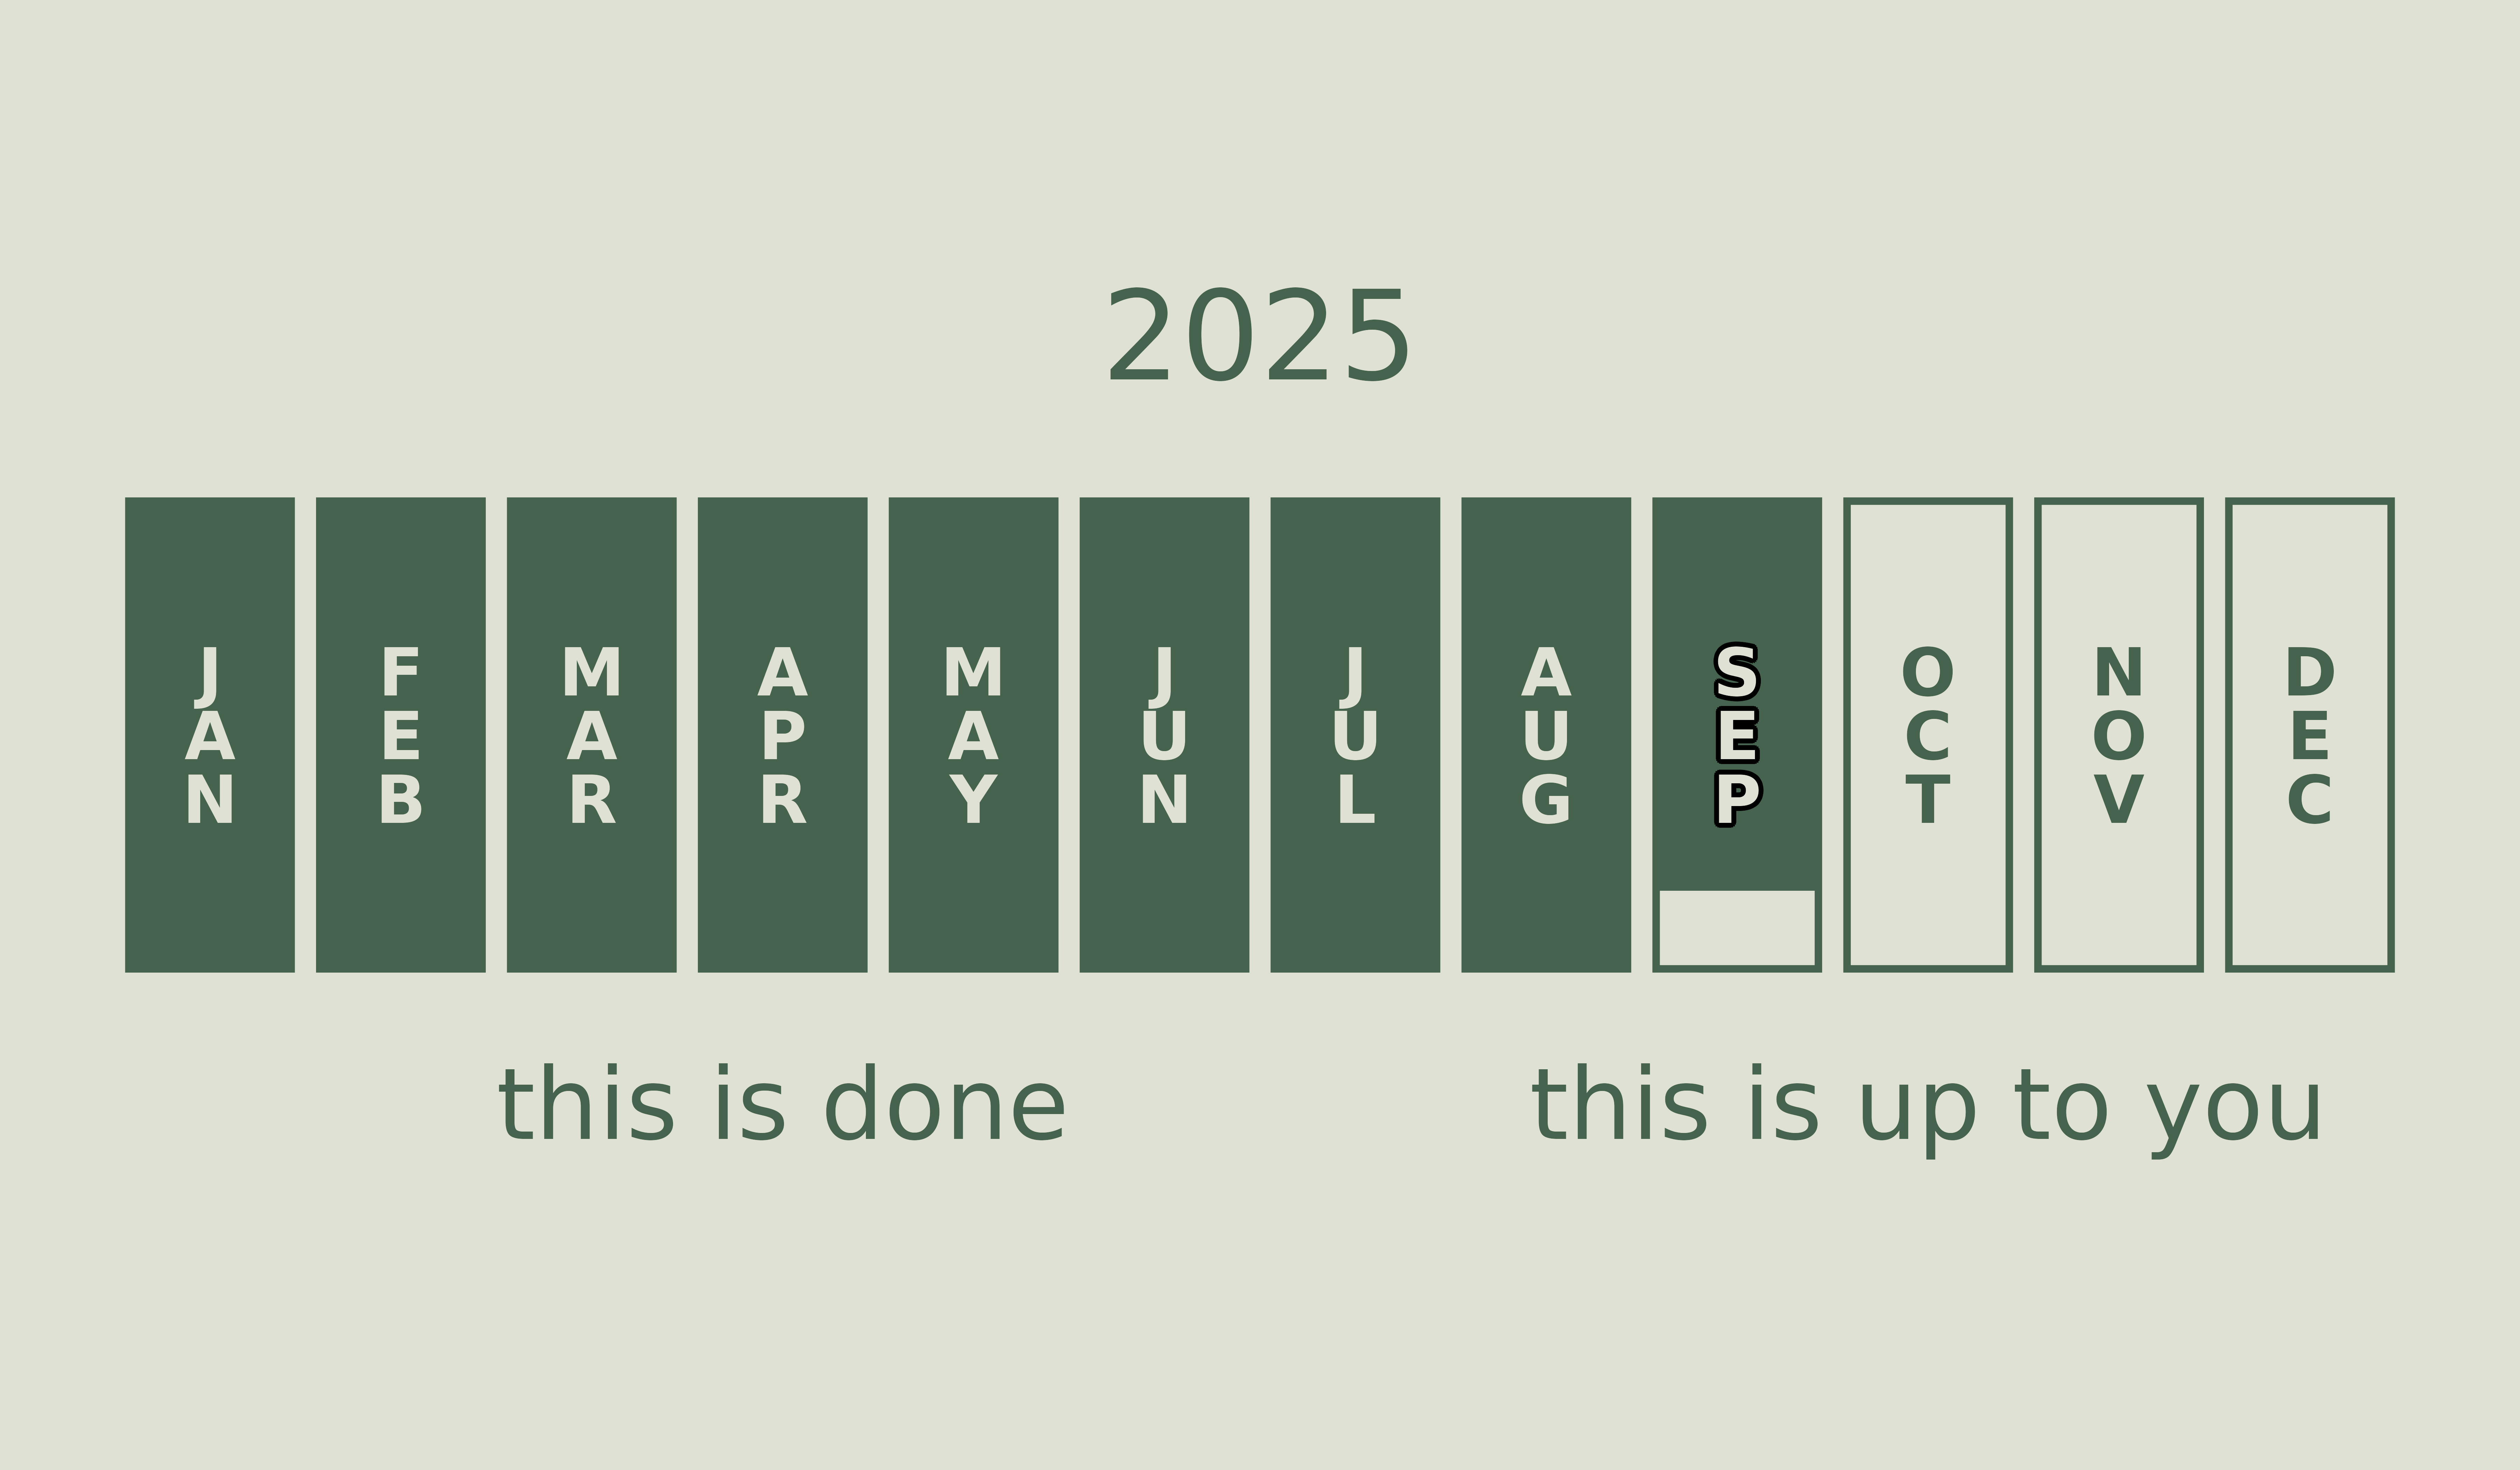 2025
JAN
FEB
MAR
APR
MAY
JUN
JUL
AUG
SEP
OCT
NOV
DEC
this is done
this is up to you